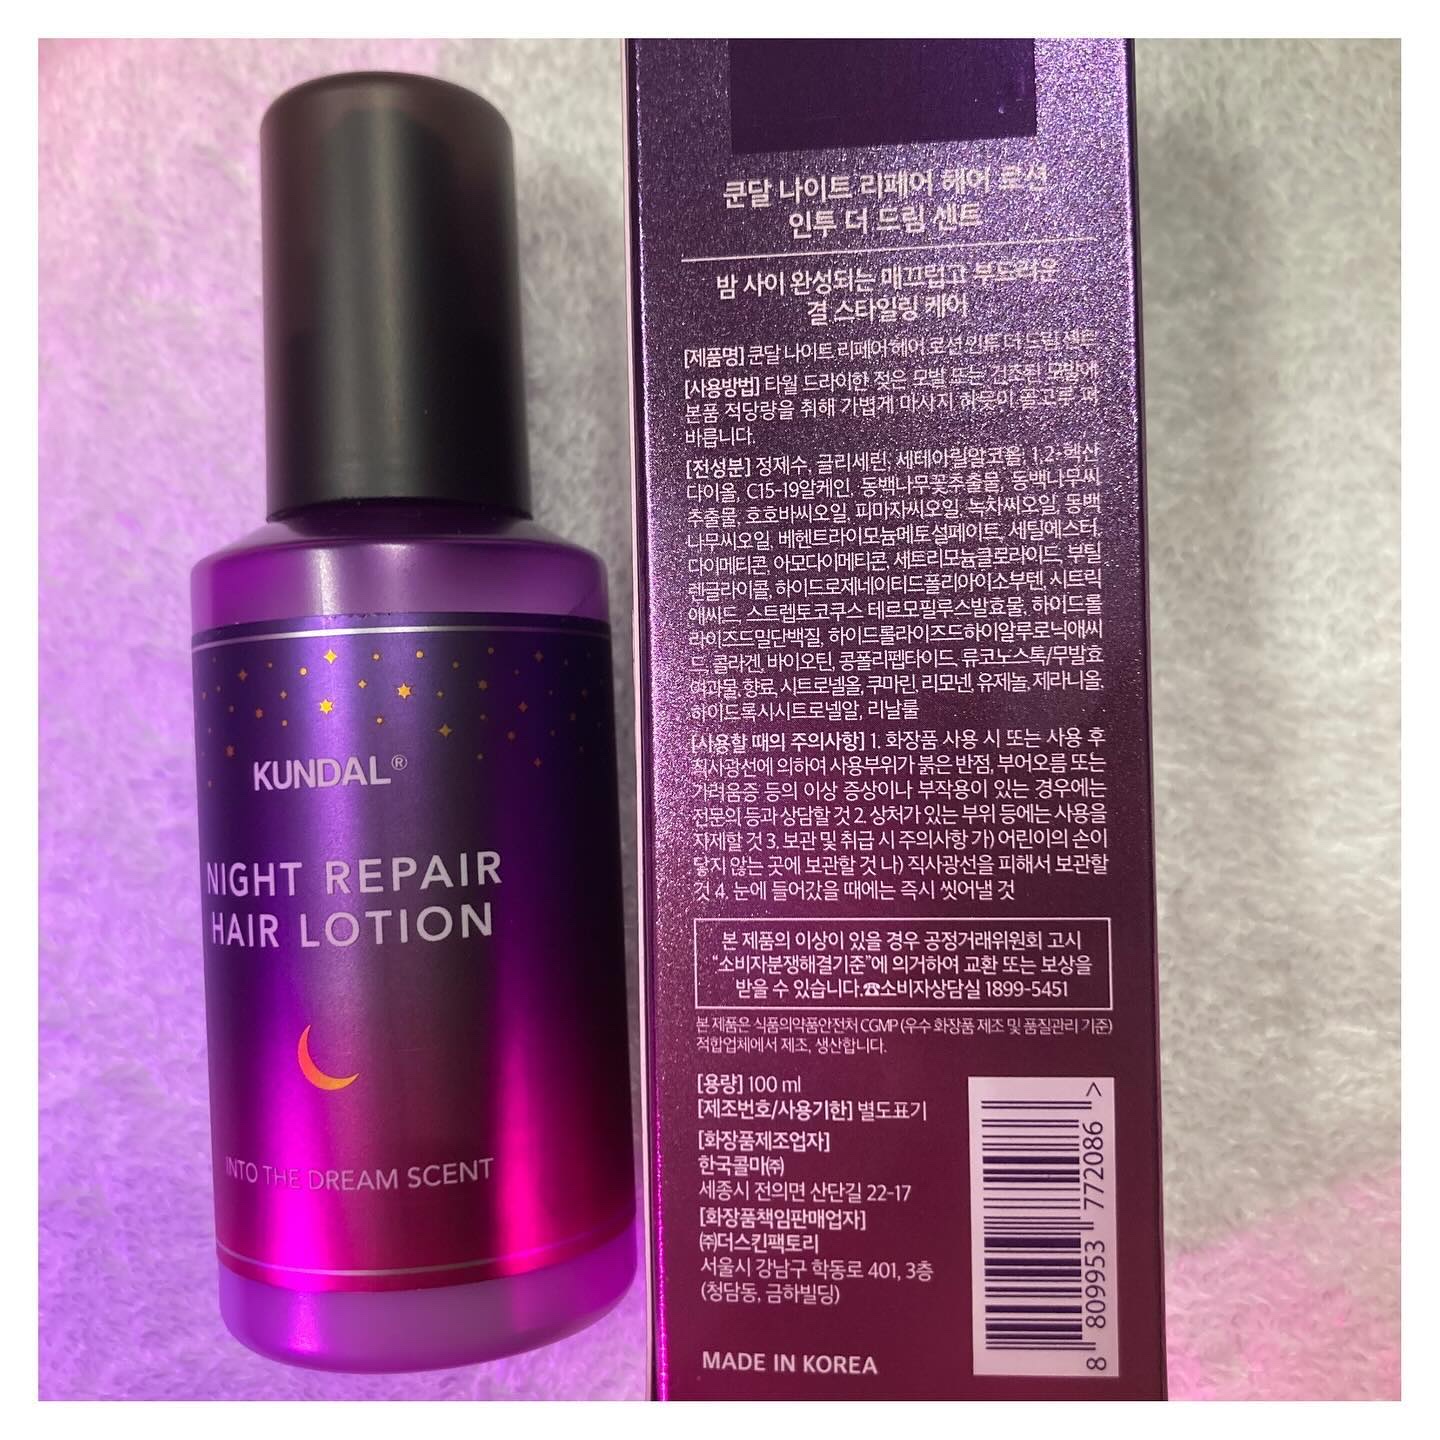 KUNDAL®
NIGHT REPAIR
HAIR LOTION
INTO THE DREAM SCENT
쿤달 나이트 리페어 헤어 로션
인투 더 드림 센트
밤 사이 완성되는 매끄럽고 부드러운
결 스타일링 케어
[제품명] 쿤달 나이트 리페어 헤어 로션 인투 더 드림 센트
[사용방법] 타월 드라이한 젖은 모발 또는 건조된 모발에
본품 적당량을 취해 가볍게 마사지 하듯이 골고루 펴
바릅니다.
[전성분] 정제수, 글리세린, 세테아릴알코올, 1,2-헥산
다이올, C15-19알케인, 동백나무꽃추출물, 동백나무씨
추출물, 호호바씨오일, 피마자씨오일, 녹차씨오일, 동백
나무씨오일, 베헨트라이모늄메토설페이트, 세틸에스터,
다이메티콘, 아모다이메티콘, 세트리모늄클로라이드, 부틸
렌글라이콜, 하이드로제네이티드폴리아이소부텐, 시트릭
애씨드, 스트렙토코쿠스 테르모필루스발효물, 하이드롤
라이즈드밀단백질, 하이드롤라이즈드하이알루로닉애씨
드, 콜라겐, 바이오틴, 콩폴리펩타이드, 류코노스톡/무발효
여과물, 향료, 시트로넬올, 쿠마린, 리모넨, 유제놀, 제라니올,
하이드록시시트로넬알, 리날룰
[사용할 때의 주의사항] 1. 화장품 사용 시 또는 사용 후
직사광선에 의하여 사용부위가 붉은 반점, 부어오름 또는
가려움증 등의 이상 증상이나 부작용이 있는 경우에는
전문의 등과 상담할 것 2. 상처가 있는 부위 등에는 사용을
자제할 것 3. 보관 및 취급 시 주의사항 가) 어린이의 손이
닿지 않는 곳에 보관할 것 나) 직사광선을 피해서 보관할
것 4. 눈에 들어갔을 때에는 즉시 씻어낼 것
본 제품의 이상이 있을 경우 공정거래위원회 고시
“소비자분쟁해결기준”에 의거하여 교환 또는 보상을
받을 수 있습니다.☎소비자상담실 1899-5451
본 제품은 식품의약품안전처 CGMP (우수 화장품 제조 및 품질관리 기준)
적합업체에서 제조, 생산합니다.
[용량] 100 ml
[제조번호/사용기한] 별도표기
[화장품제조업자]
한국콜마㈜
세종시 전의면 산단길 22-17
[화장품책임판매업자]
㈜더스킨팩토리
서울시 강남구 학동로 401, 3층
(청담동, 금하빌딩)
MADE IN KOREA
8 809953 772086 >